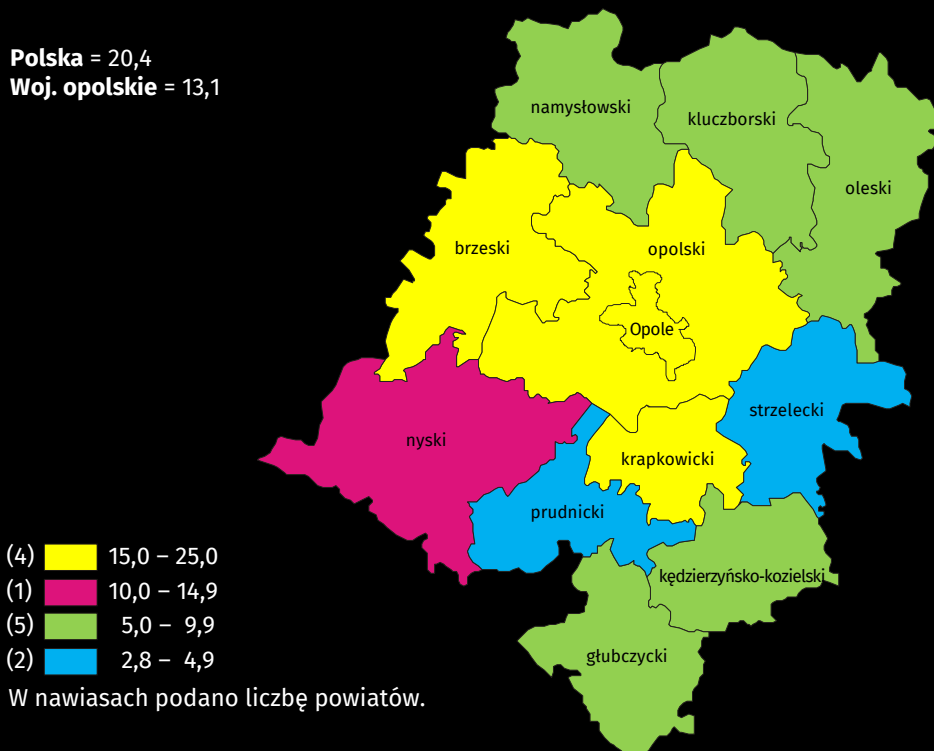 Polska = 20,4
Woj. opolskie = 13,1
namysłowski
kluczborski
oleski
brzeski
opolski
Opole
strzelecki
nyski
krapkowicki
prudnicki
kędzierzyńsko-kozielski
głubczycki
(4) 15,0 – 25,0
(1) 10,0 – 14,9
(5) 5,0 – 9,9
(2) 2,8 – 4,9
W nawiasach podano liczbę powiatów.